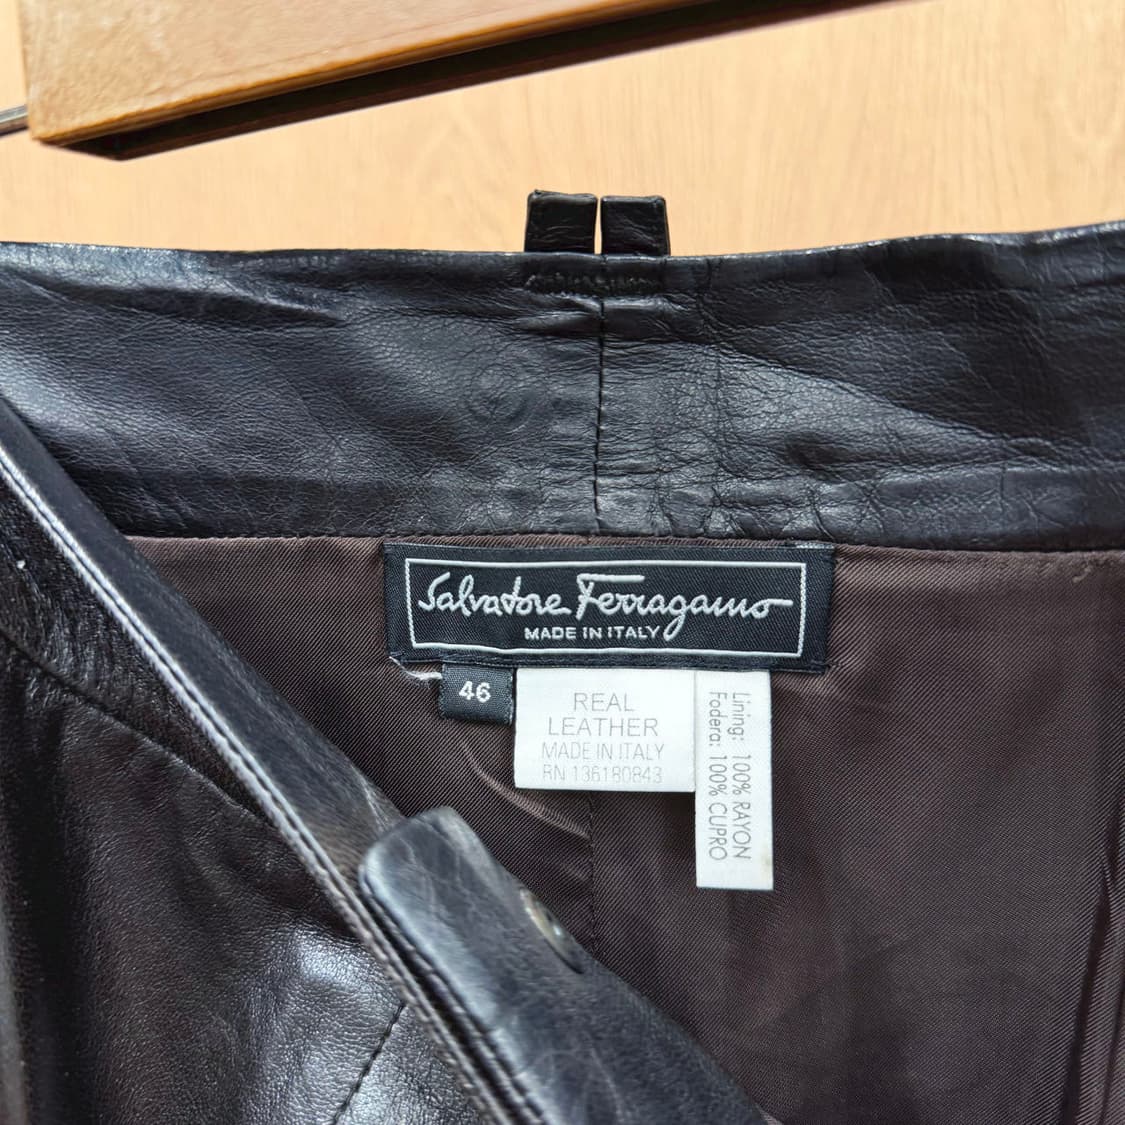 Salvatore Ferragamo
MADE IN ITALY
46
REAL
LEATHER
MADE IN ITALY
RN 136180843
Lining: 100% RAYON
Fodera: 100% CUPRO